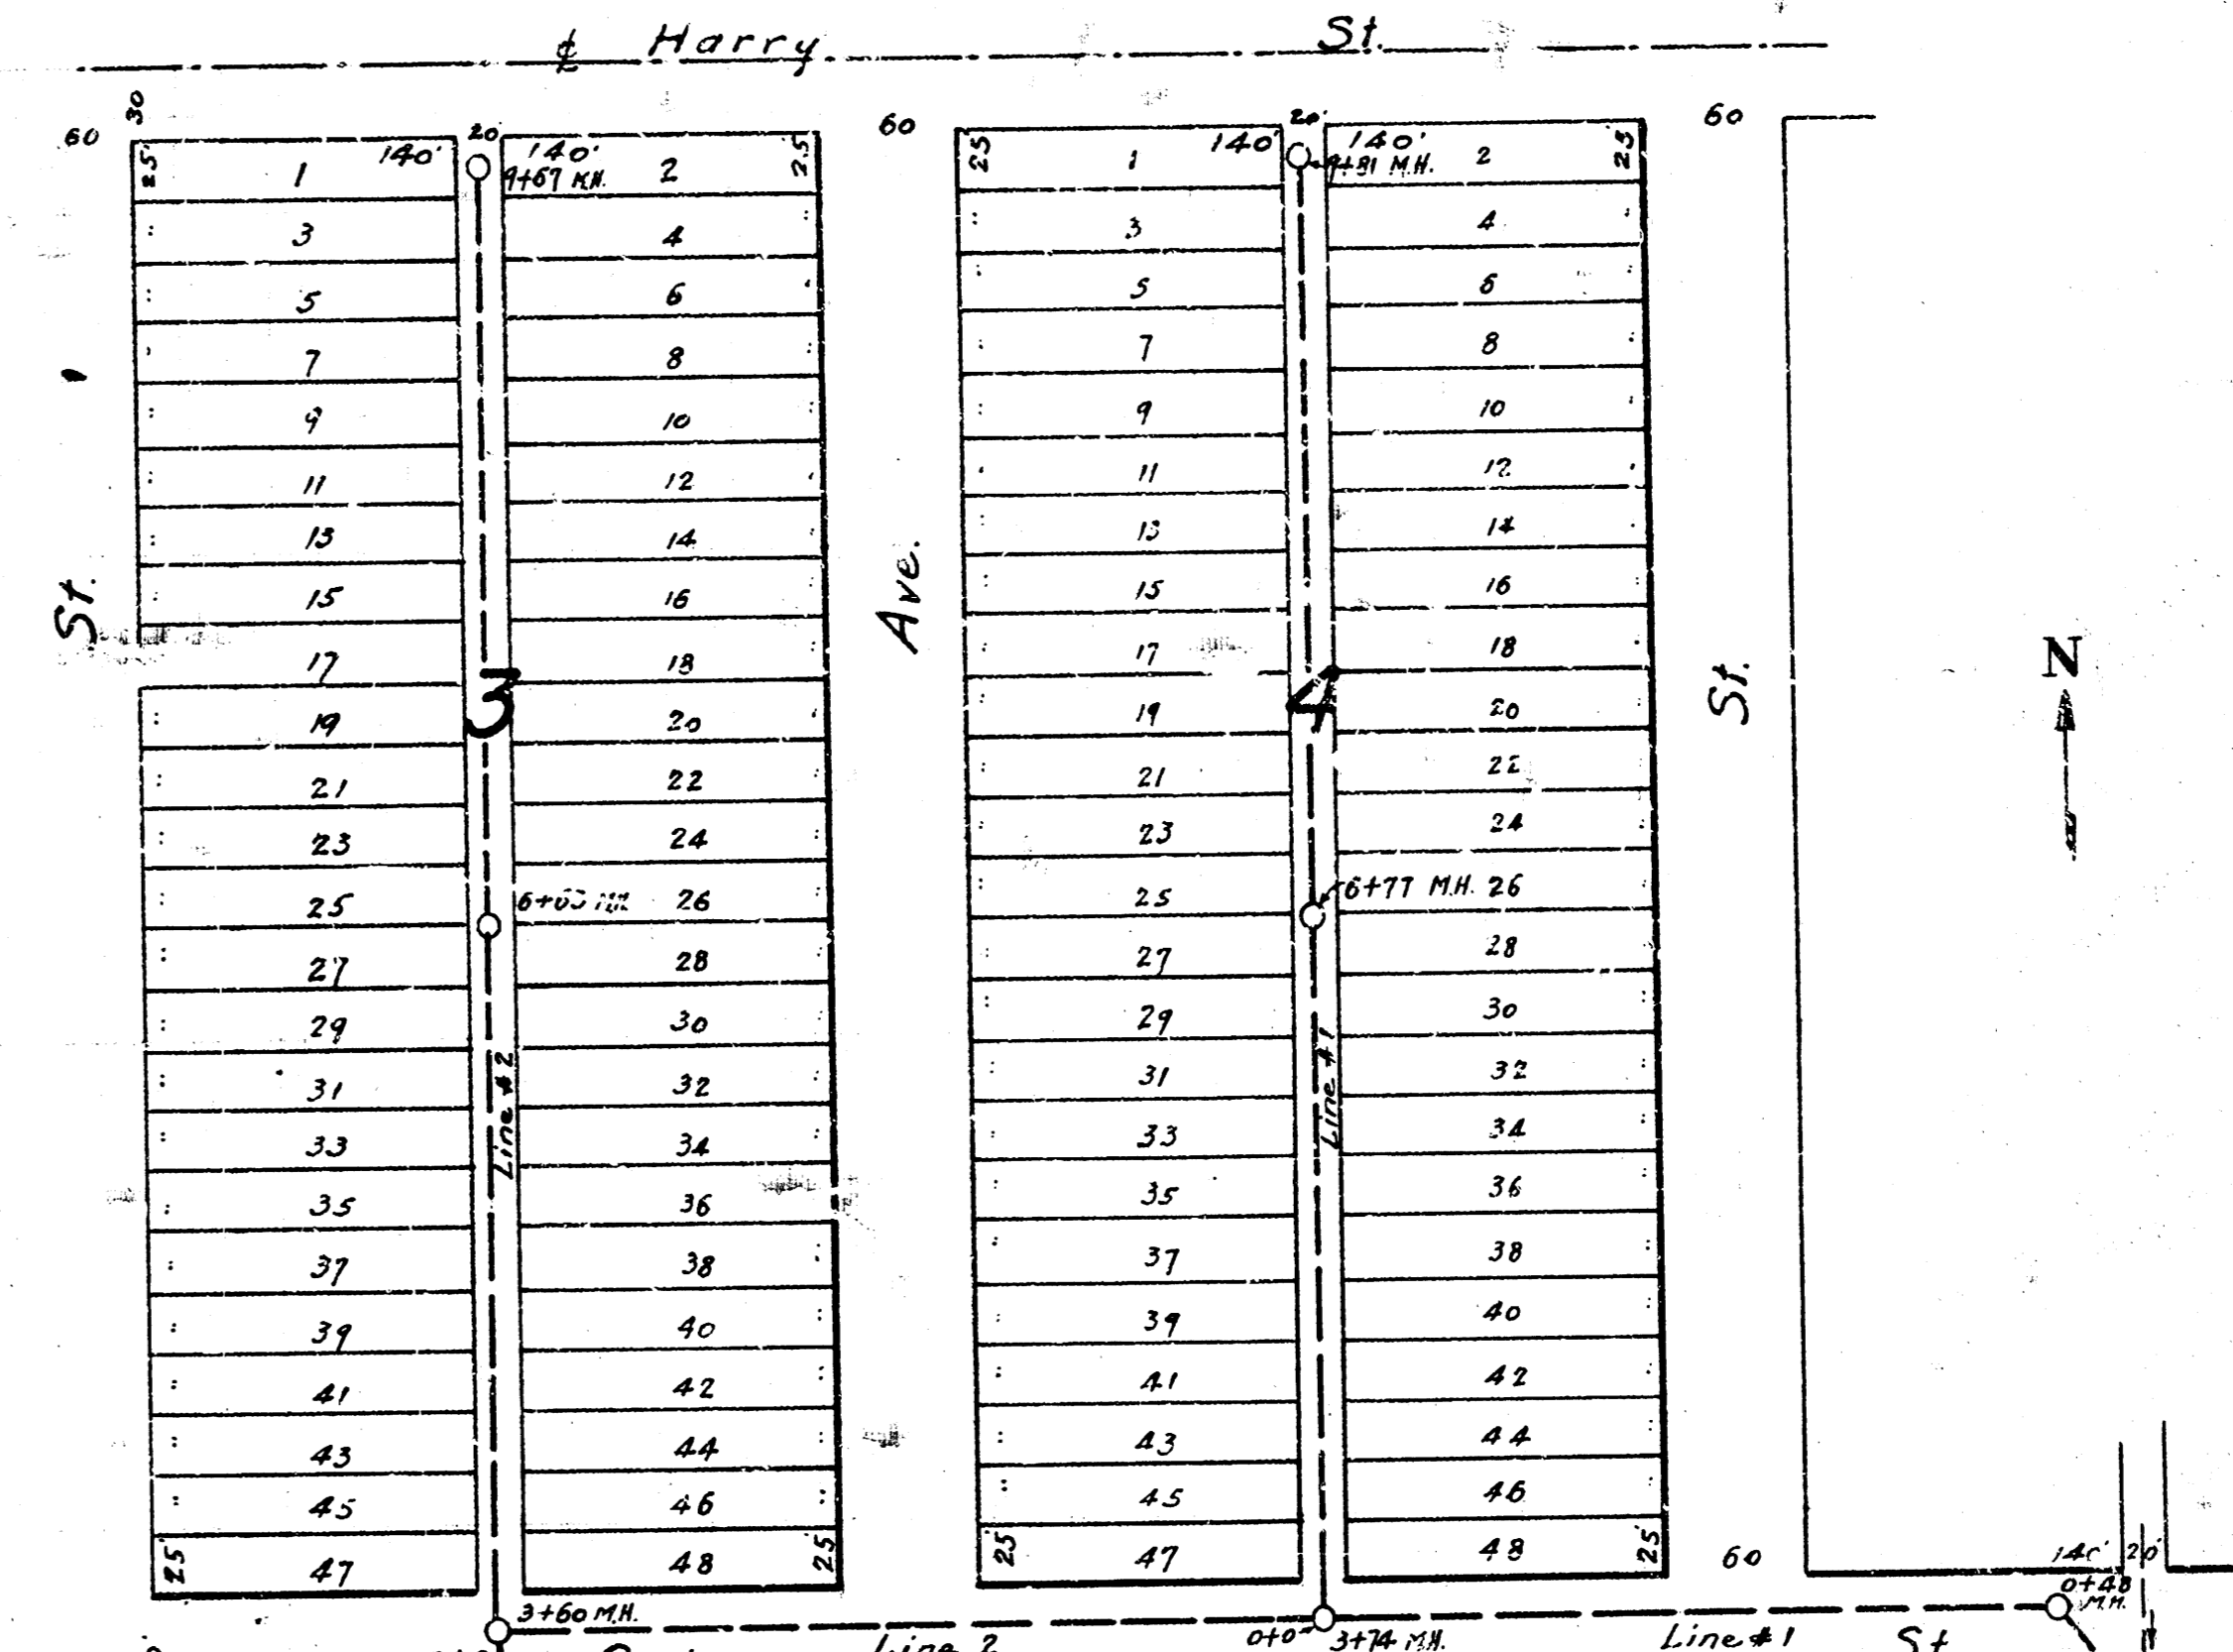 ℄ Harry St.
60 30 20 60 20' 60
25' 1 140' 140' 2 25' 25 1 140' 140' 2 25
9+67 M.H. 9+81 M.H.
3 4 3 4
5 6 5 6
7 8 7 8
9 10 9 10
11 12 11 12
13 14 13 14
15 16 15 16
St. Ave. St. N
17 18 17 18
3 4
19 20 19 20
21 22 21 22
23 24 23 24
25 26 25 6+77 M.H. 26
27 28 27 28
29 30 29 30
Line #2 Line #1
31 32 31 32
33 34 33 34
35 36 35 36
37 38 37 38
39 40 39 40
41 42 41 42
43 44 43 44
45 46 45 46
25' 47 48 25 25' 47 48 25' 60 140' 20'
0+48 M.H.
3+60 M.H. Line 2 0+0 3+74 M.H. Line #1 St